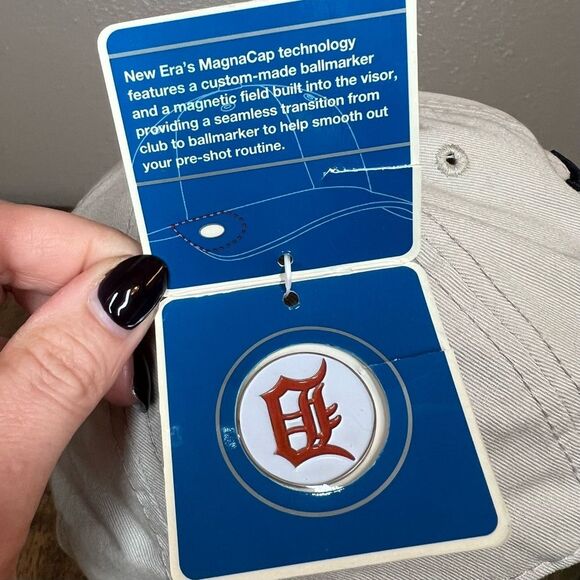 New Era's MagnaCap technology
features a custom-made ballmarker
and a magnetic field built into the visor,
providing a seamless transition from
club to ballmarker to help smooth out
your pre-shot routine.
D